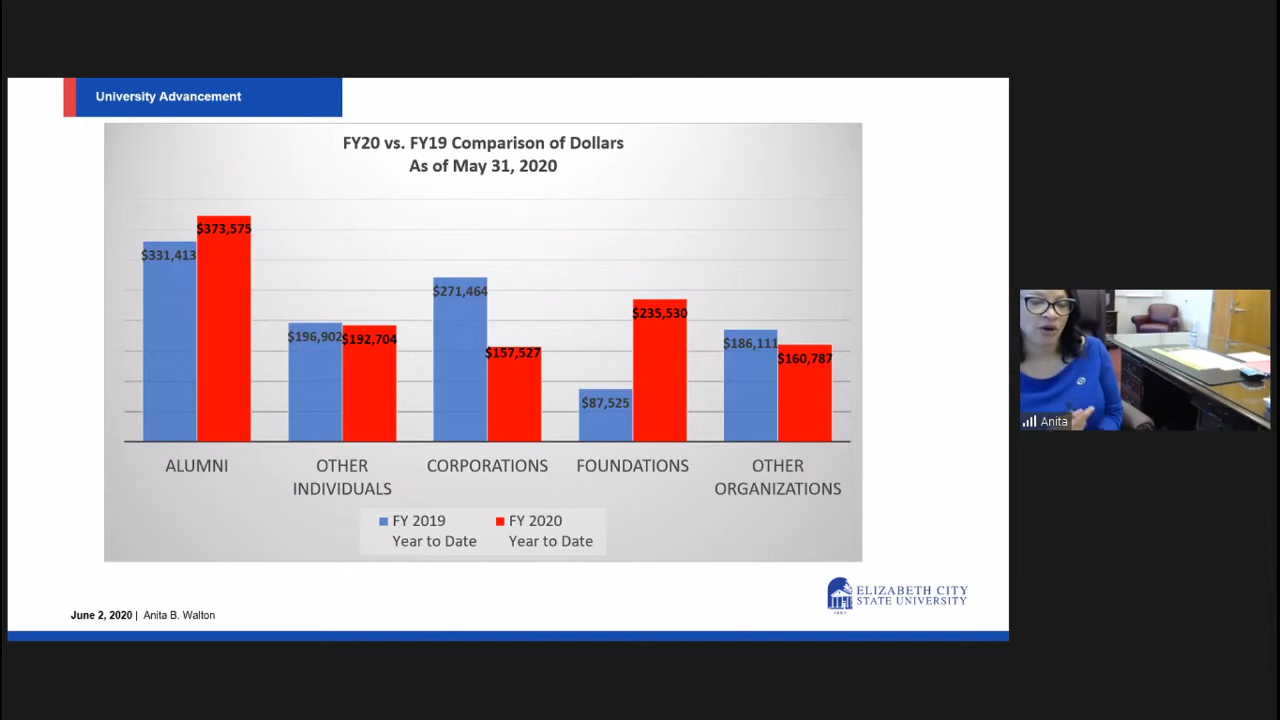 University Advancement
FY20 vs. FY19 Comparison of Dollars
As of May 31, 2020
$331,413
$373,575
$196,902
$192,704
$271,464
$157,527
$87,525
$235,530
$186,111
$160,787
ALUMNI
OTHER
INDIVIDUALS
CORPORATIONS
FOUNDATIONS
OTHER
ORGANIZATIONS
FY 2019
Year to Date
FY 2020
Year to Date
ELIZABETH CITY
STATE UNIVERSITY
June 2, 2020 | Anita B. Walton
Anita